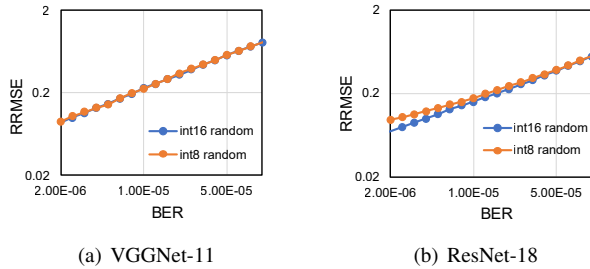 2
0.2
0.02
RRMSE
int16 random
int8 random
2.00E-06 1.00E-05 5.00E-05
BER
(a) VGGNet-11
2
0.2
0.02
RRMSE
int16 random
int8 random
2.00E-06 1.00E-05 5.00E-05
BER
(b) ResNet-18